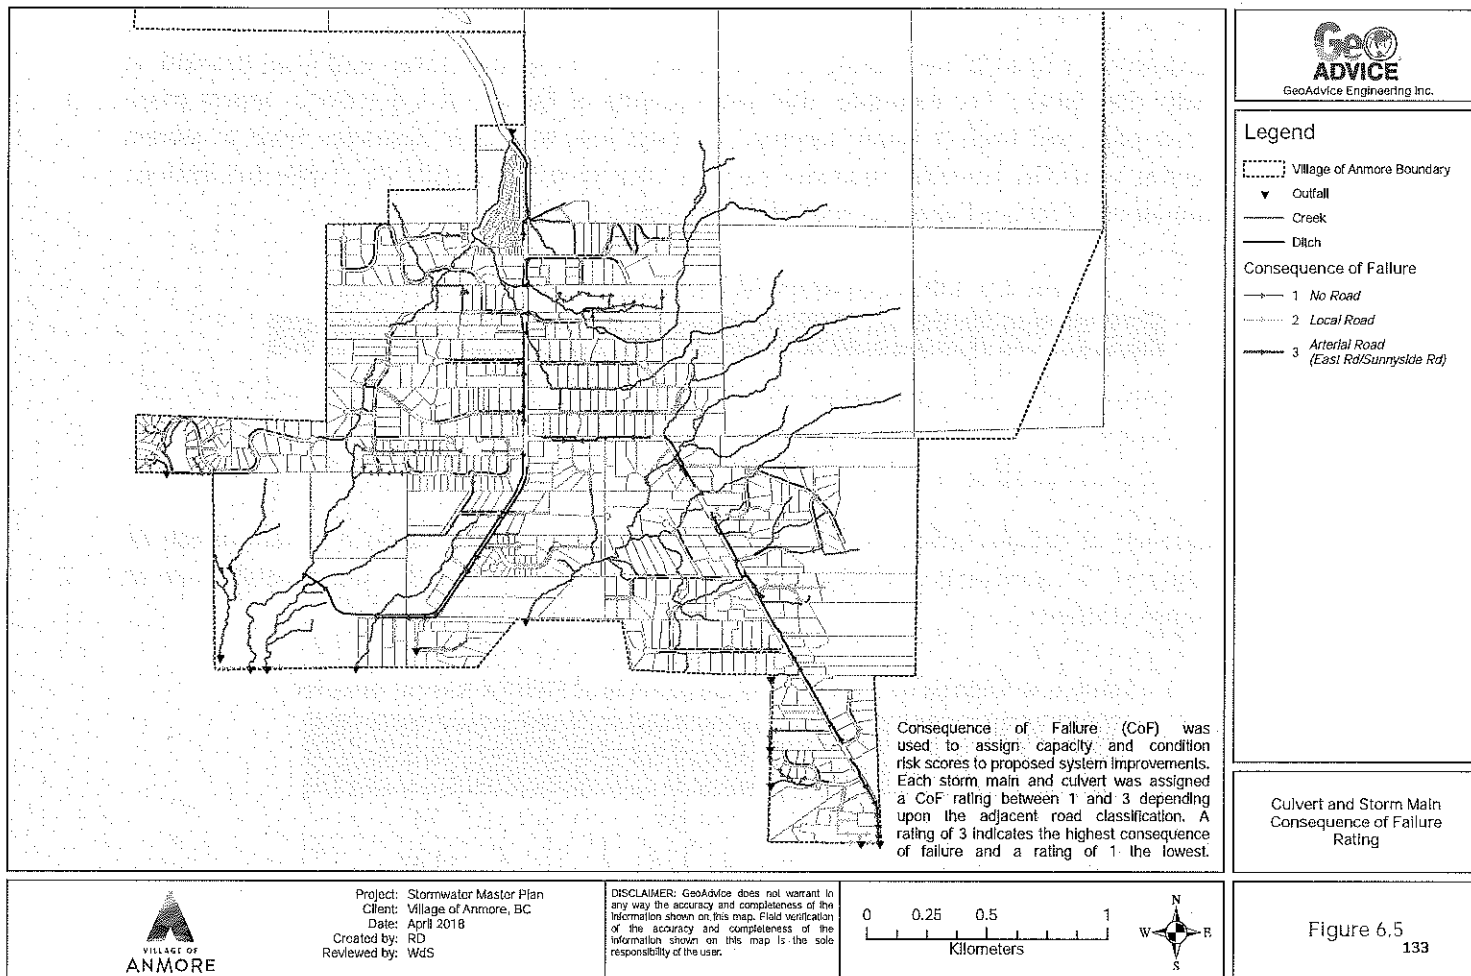 GeO
ADVICE
GeoAdvice Engineering Inc.
Legend
Village of Anmore Boundary
Outfall
Creek
Ditch
Consequence of Failure
1 No Road
2 Local Road
3 Arterial Road
(East Rd/Sunnyside Rd)
Consequence of Failure (CoF) was
used to assign capacity and condition
risk scores to proposed system improvements.
Each storm main and culvert was assigned
a CoF rating between 1 and 3 depending
upon the adjacent road classification. A
rating of 3 indicates the highest consequence
of failure and a rating of 1 the lowest.
Culvert and Storm Main
Consequence of Failure
Rating
VILLAGE OF
ANMORE
Project: Stormwater Master Plan
Client: Village of Anmore, BC
Date: April 2018
Created by: RD
Reviewed by: WdS
DISCLAIMER: GeoAdvice does not warrant in
any way the accuracy and completeness of the
information shown on this map. Field verification
of the accuracy and completeness of the
information shown on this map is the sole
responsibility of the user.
0 0.25 0.5 1
Kilometers
N
W E
S
Figure 6.5
133